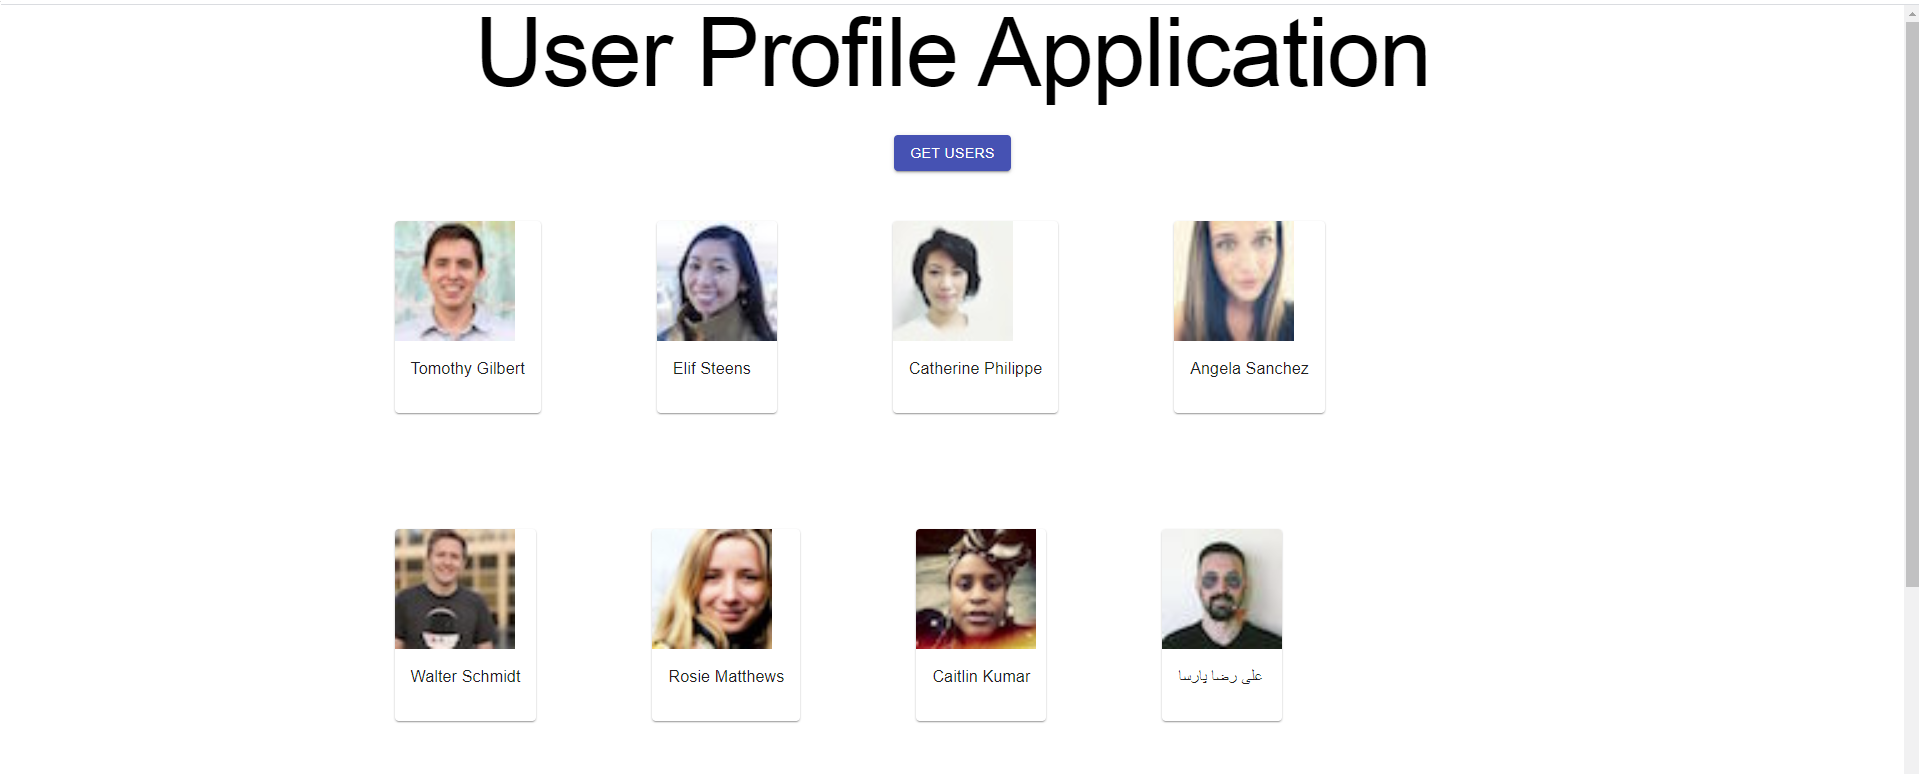 User Profile Application
GET USERS
Tomothy Gilbert
Elif Steens
Catherine Philippe
Angela Sanchez
Walter Schmidt
Rosie Matthews
Caitlin Kumar
علی رضا پارسا